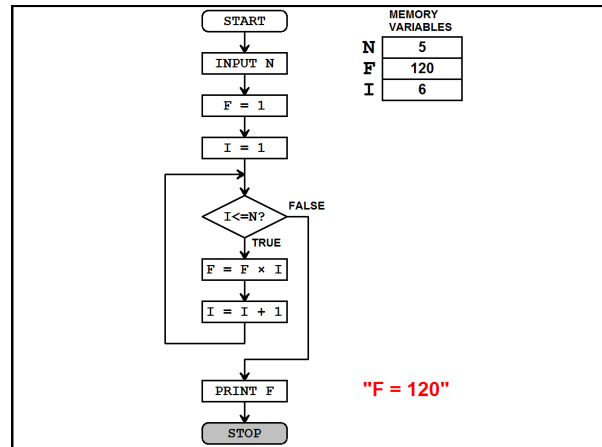 START
INPUT N
F = 1
I = 1
I<=N?
FALSE
TRUE
F = F × I
I = I + 1
PRINT F
STOP
MEMORY
VARIABLES
N 5
F 120
I 6
"F = 120"